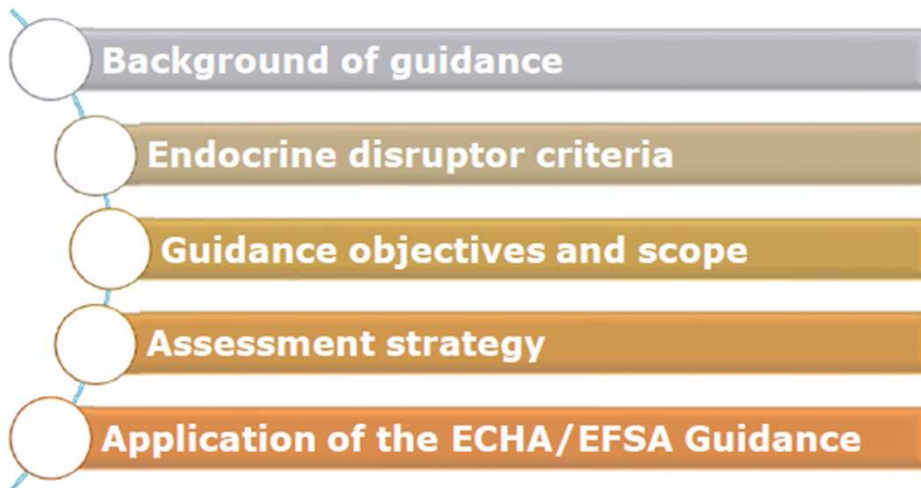 Background of guidance
Endocrine disruptor criteria
Guidance objectives and scope
Assessment strategy
Application of the ECHA/EFSA Guidance